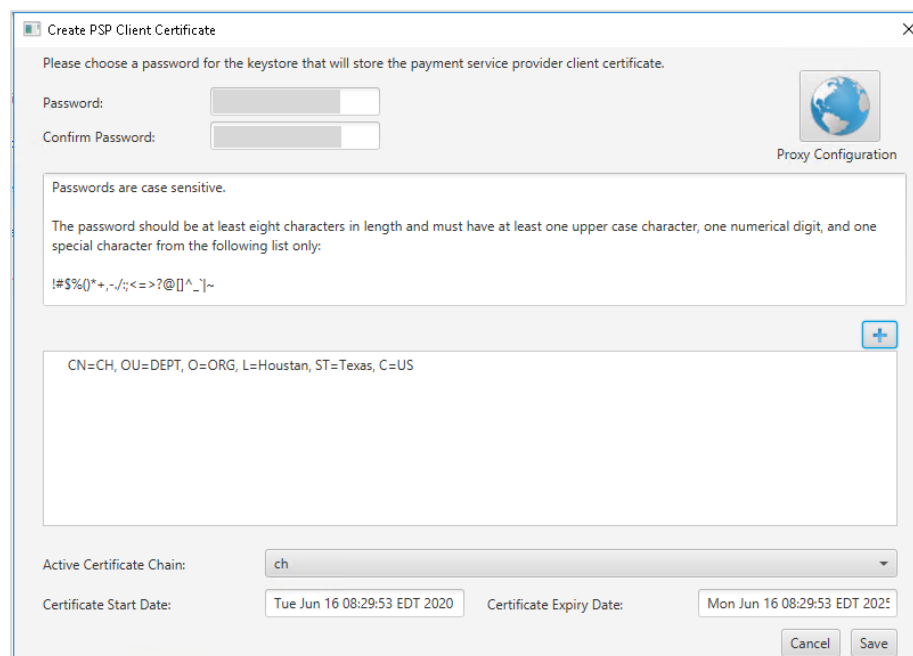 Create PSP Client Certificate
Please choose a password for the keystore that will store the payment service provider client certificate.
Password:
Confirm Password:
Proxy Configuration
Passwords are case sensitive.
The password should be at least eight characters in length and must have at least one upper case character, one numerical digit, and one
special character from the following list only:
!#$%()*+,-./:;<=>?@[]^_`|~
CN=CH, OU=DEPT, O=ORG, L=Houstan, ST=Texas, C=US
Active Certificate Chain:
ch
Certificate Start Date:
Tue Jun 16 08:29:53 EDT 2020
Certificate Expiry Date:
Mon Jun 16 08:29:53 EDT 2025
Cancel
Save